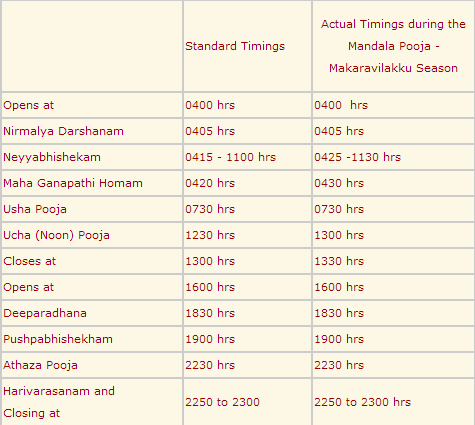 Standard Timings
Actual Timings during the
Mandala Pooja -
Makaravilakku Season
Opens at 0400 hrs 0400 hrs
Nirmalya Darshanam 0405 hrs 0405 hrs
Neyyabhishekam 0415 - 1100 hrs 0425 -1130 hrs
Maha Ganapathi Homam 0420 hrs 0430 hrs
Usha Pooja 0730 hrs 0730 hrs
Ucha (Noon) Pooja 1230 hrs 1300 hrs
Closes at 1300 hrs 1330 hrs
Opens at 1600 hrs 1600 hrs
Deeparadhana 1830 hrs 1830 hrs
Pushpabhishekham 1900 hrs 1900 hrs
Athaza Pooja 2230 hrs 2230 hrs
Harivarasanam and
Closing at 2250 to 2300 2250 to 2300 hrs